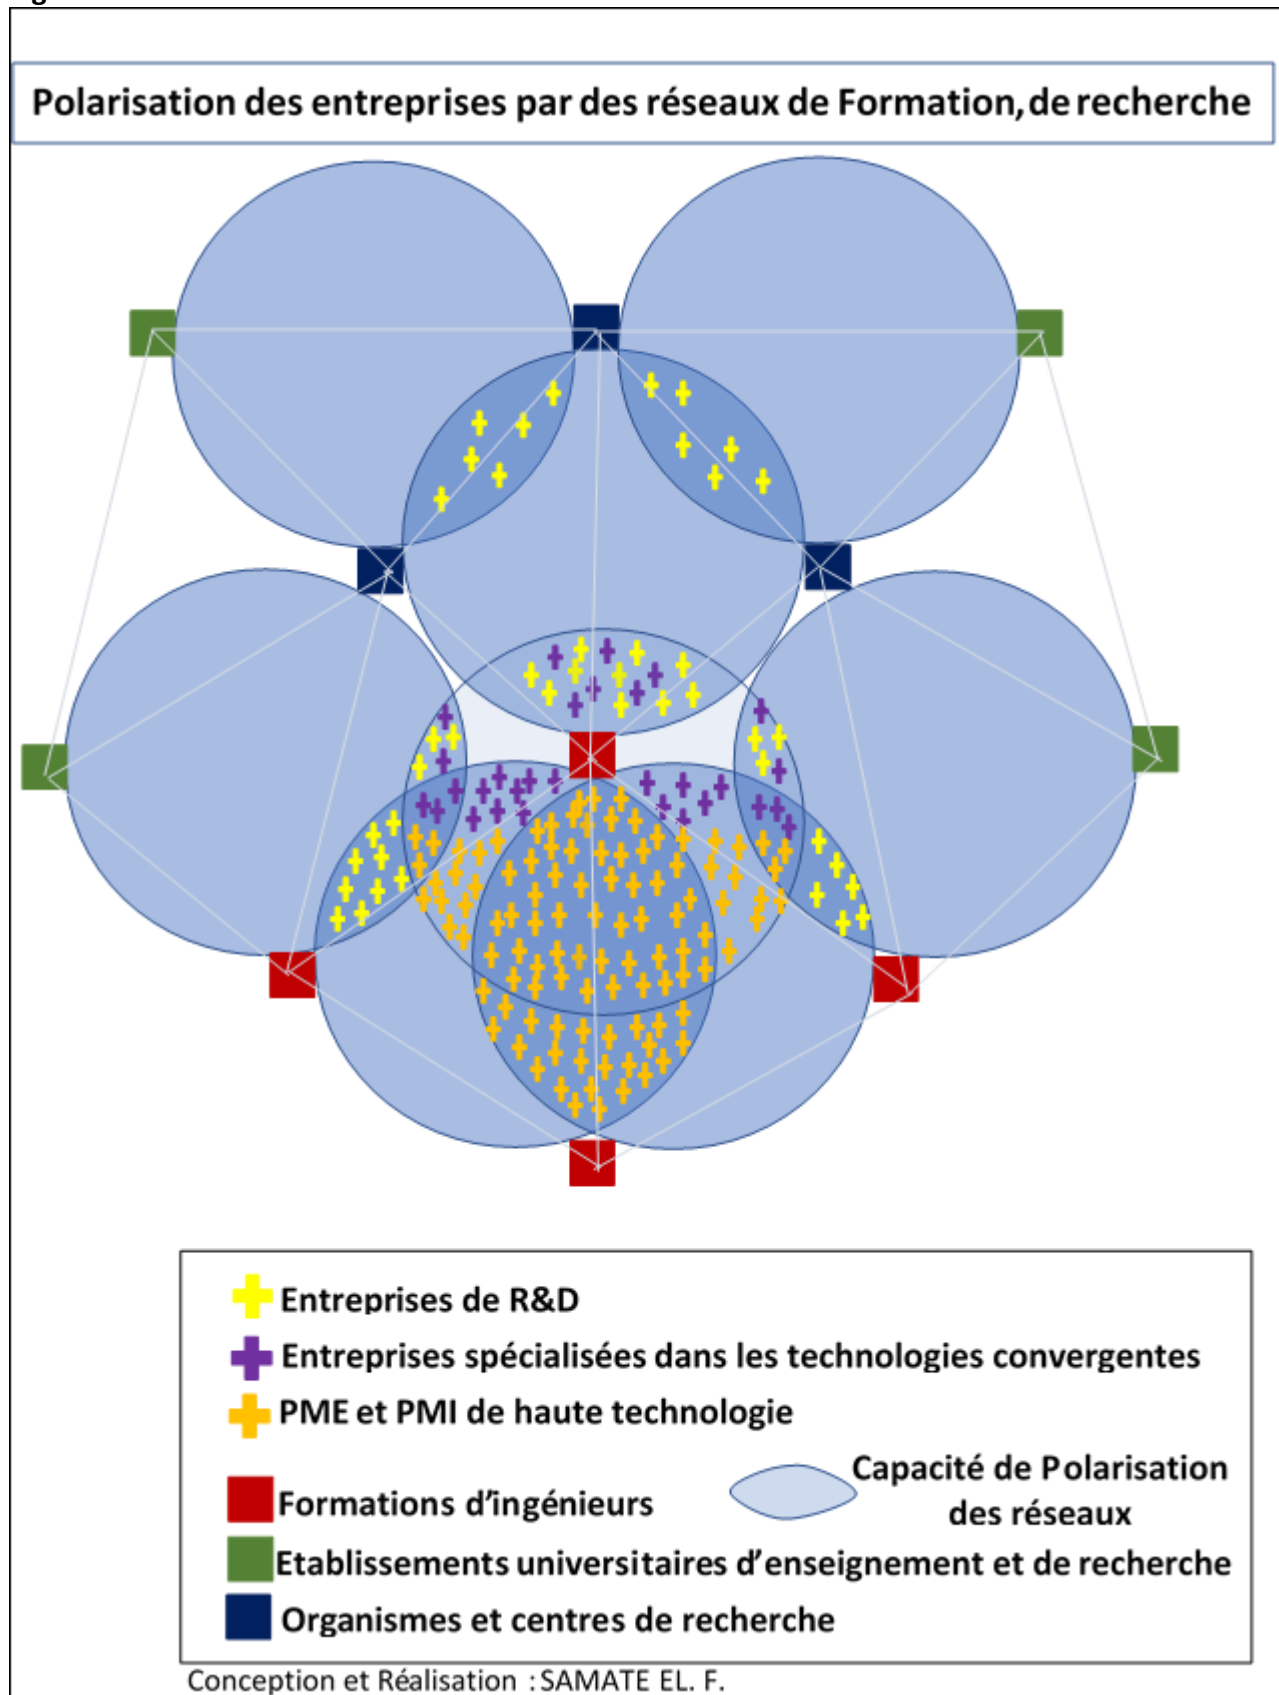 Polarisation des entreprises par des réseaux de Formation, de recherche
Entreprises de R&D
Entreprises spécialisées dans les technologies convergentes
PME et PMI de haute technologie
Capacité de Polarisation
des réseaux
Formations d'ingénieurs
Etablissements universitaires d'enseignement et de recherche
Organismes et centres de recherche
Conception et Réalisation : SAMATE EL. F.